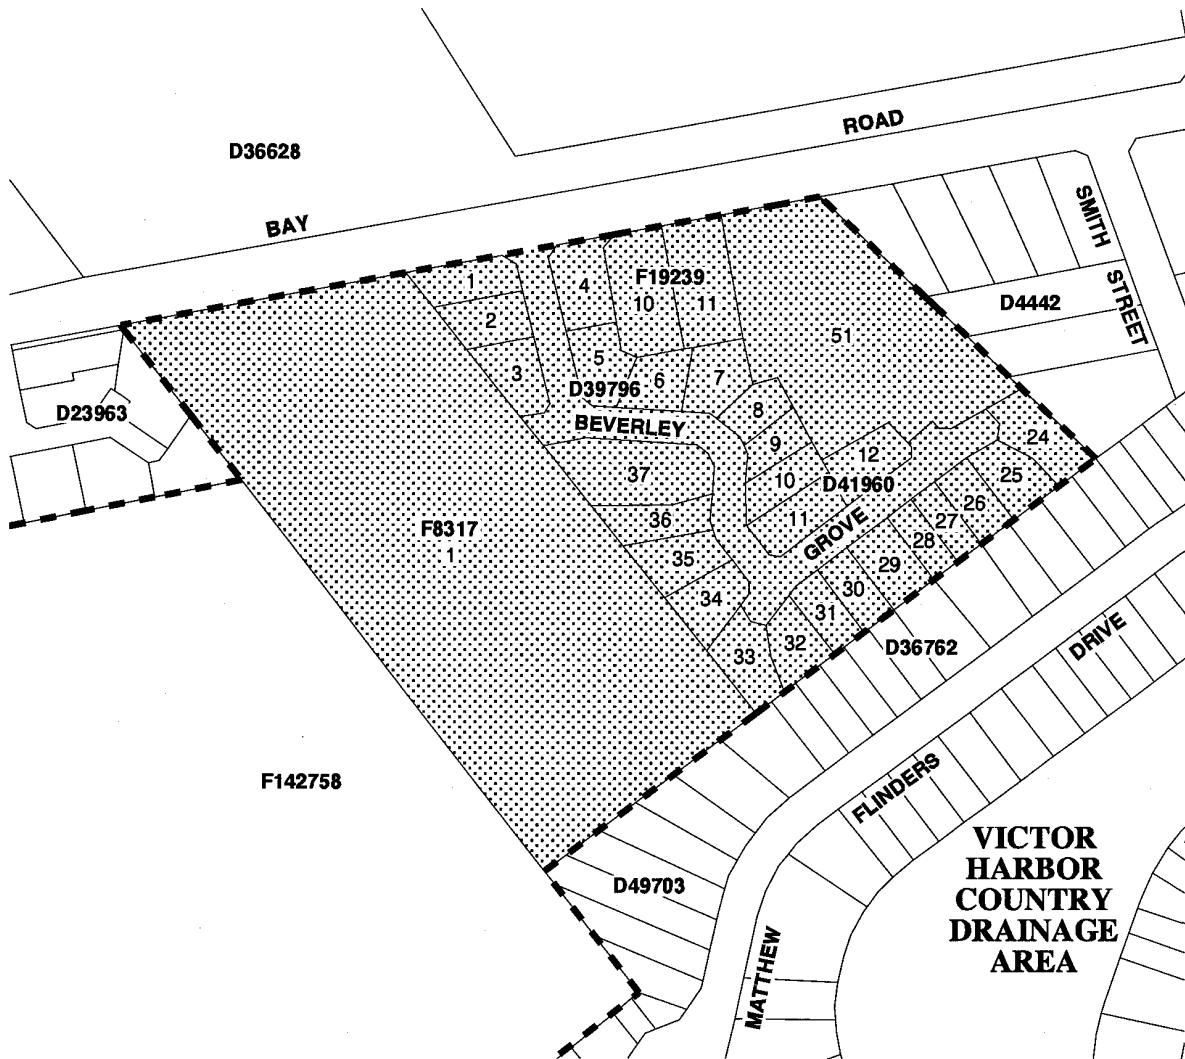 ROAD
D36628
BAY
SMITH
STREET
1
4
F19239
10
11
D4442
2
51
3
5
6
7
D39796
D23963
8
BEVERLEY
9
24
12
37
10
D41960
25
26
11
27
F8317
1
36
GROVE
28
35
29
30
34
31
32
33
D36762
DRIVE
F142758
FLINDERS
D49703
MATTHEW
VICTOR
HARBOR
COUNTRY
DRAINAGE
AREA